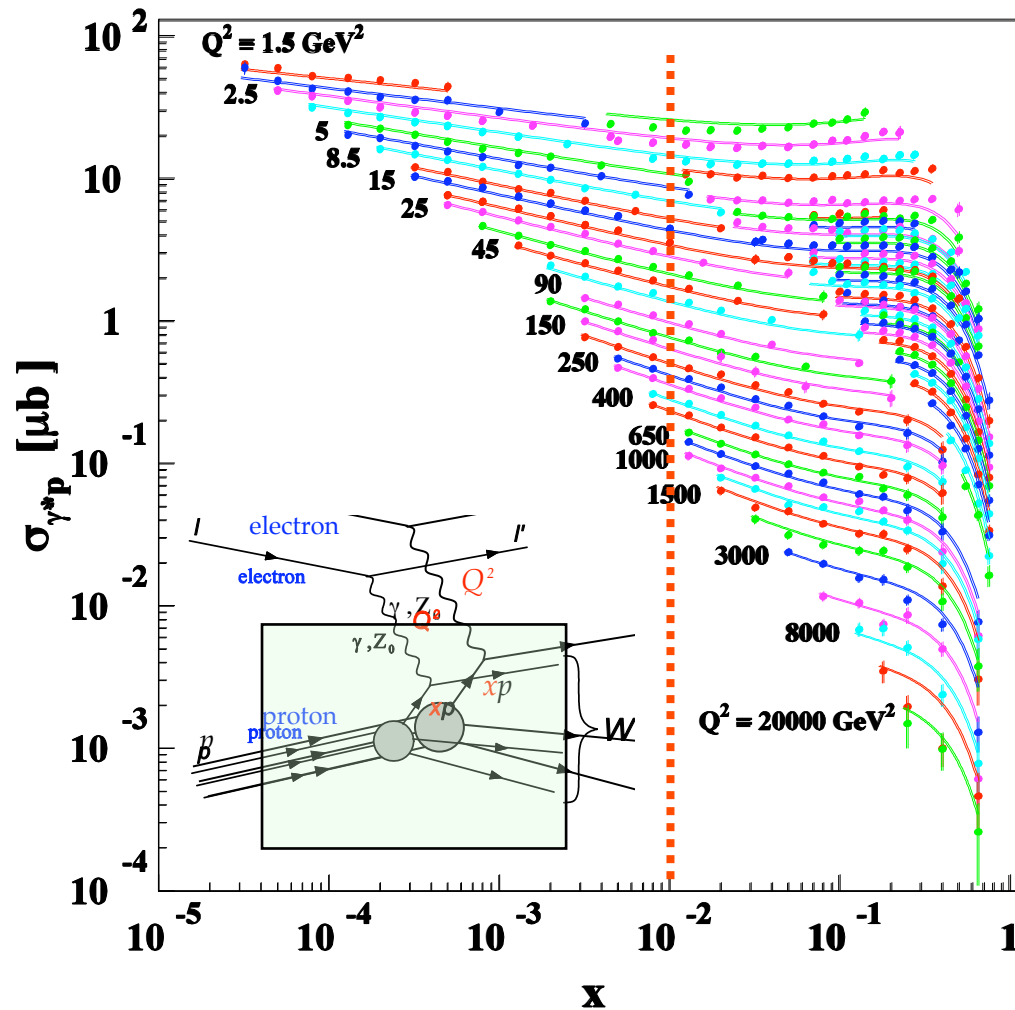 10 2
Q² = 1.5 GeV²
2.5
10
5
8.5
15
25
45
1
90
150
250
400
10 -1
650
1000
1500
3000
10 -2
8000
Q² = 20000 GeV²
10 -3
10 -4
σγ*p [μb]
electron
l
l'
electron
Q²
γ ,Z₀
xp
xp
proton
proton
p
W
10 -5
10 -4
10 -3
10 -2
10 -1
1
x